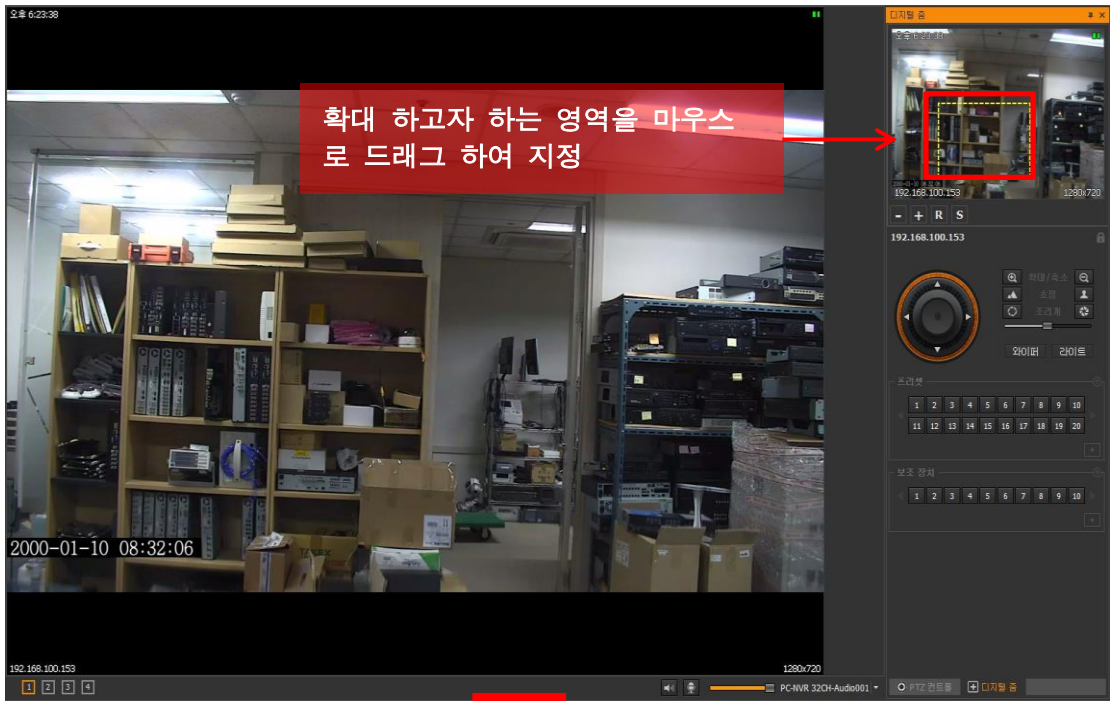 오후 6:23:38
확대 하고자 하는 영역을 마우스
로 드래그 하여 지정
2000-01-10 08:32:06
192.168.100.153
1280x720
1 2 3 4
PC-NVR 32CH-Audio001
디지털 줌
오후 6:23:38
192.168.100.153
1280x720
- + R S
192.168.100.153
확대/축소
초점
조리개
와이퍼 라이트
프리셋
1 2 3 4 5 6 7 8 9 10
11 12 13 14 15 16 17 18 19 20
보조 장치
1 2 3 4 5 6 7 8 9 10
PTZ 컨트롤
디지털 줌